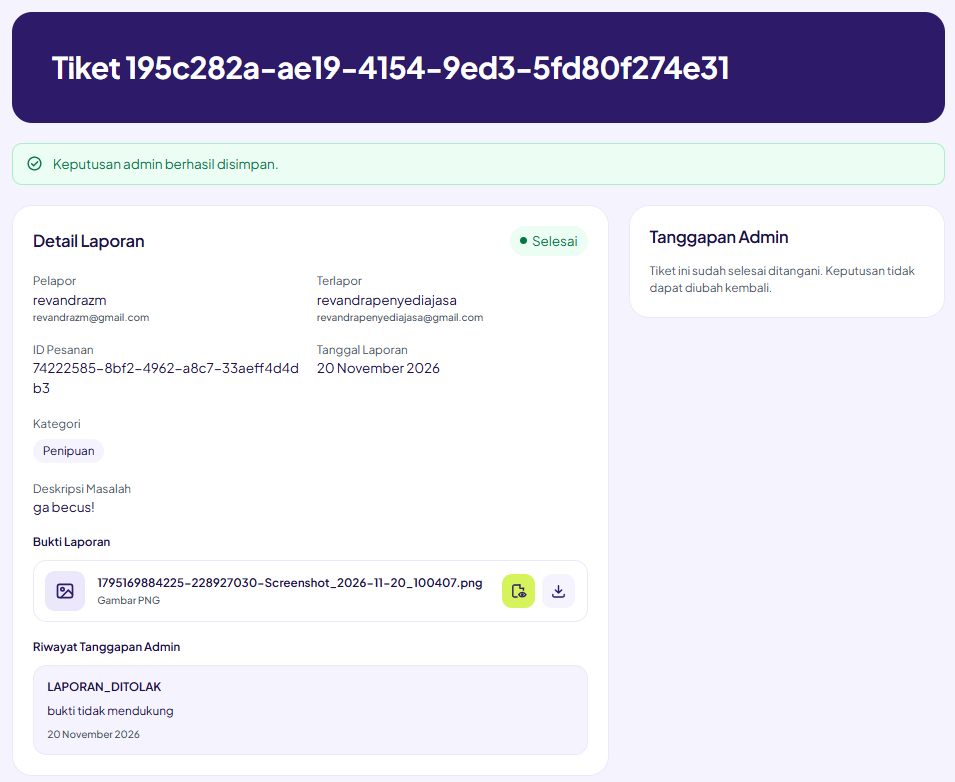 Tiket 195c282a-ae19-4154-9ed3-5fd80f274e31
Keputusan admin berhasil disimpan.
Detail Laporan
Selesai
Pelapor
revandrazm
revandrazm@gmail.com
Terlapor
revandrapenyediajasa
revandrapenyediajasa@gmail.com
ID Pesanan
74222585-8bf2-4962-a8c7-33aeff4d4d
b3
Tanggal Laporan
20 November 2026
Kategori
Penipuan
Deskripsi Masalah
ga becus!
Bukti Laporan
1795169884225-228927030-Screenshot_2026-11-20_100407.png
Gambar PNG
Riwayat Tanggapan Admin
LAPORAN_DITOLAK
bukti tidak mendukung
20 November 2026
Tanggapan Admin
Tiket ini sudah selesai ditangani. Keputusan tidak
dapat diubah kembali.